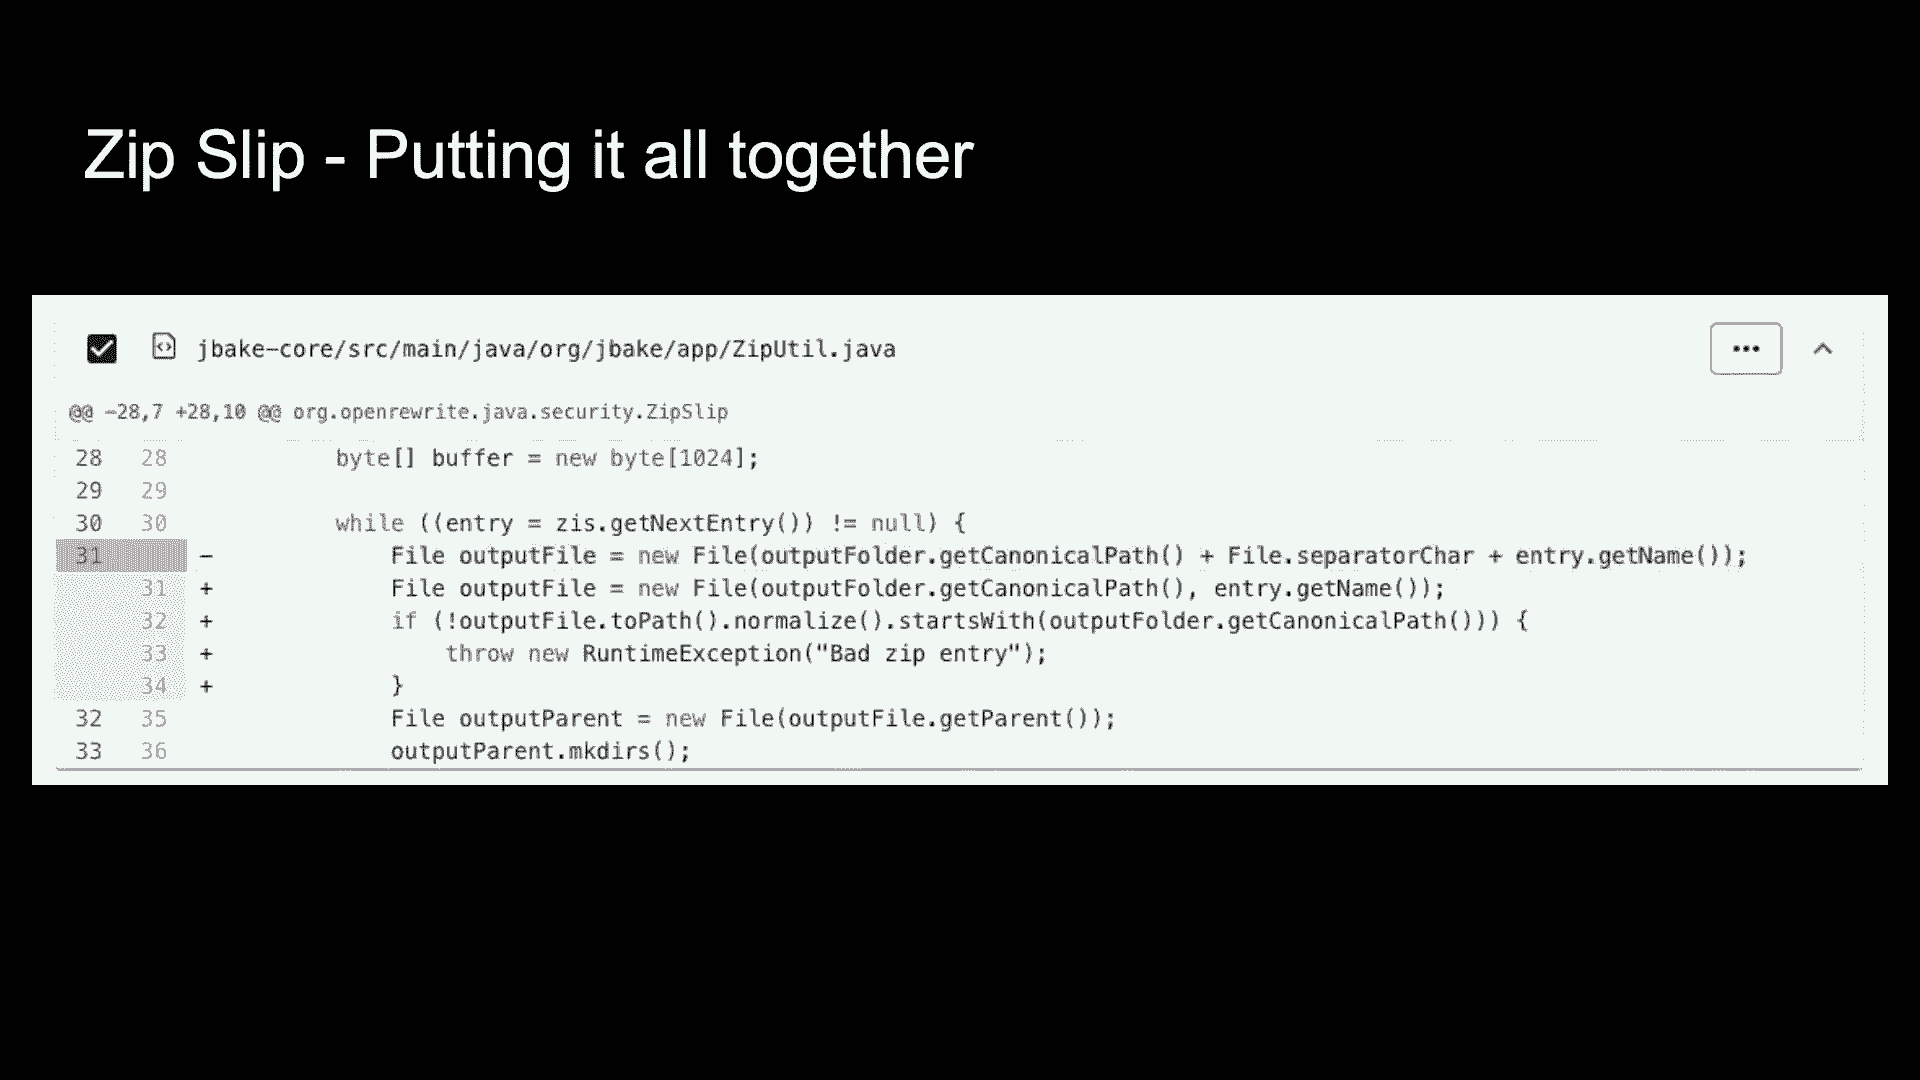 Zip Slip - Putting it all together
jbake-core/src/main/java/org/jbake/app/ZipUtil.java
@@ -28,7 +28,10 @@ org.openrewrite.java.security.ZipSlip
28 28 byte[] buffer = new byte[1024];
29 29
30 30 while ((entry = zis.getNextEntry()) != null) {
31 - File outputFile = new File(outputFolder.getCanonicalPath() + File.separatorChar + entry.getName());
31 + File outputFile = new File(outputFolder.getCanonicalPath(), entry.getName());
32 + if (!outputFile.toPath().normalize().startsWith(outputFolder.getCanonicalPath())) {
33 + throw new RuntimeException("Bad zip entry");
34 + }
32 35 File outputParent = new File(outputFile.getParent());
33 36 outputParent.mkdirs();